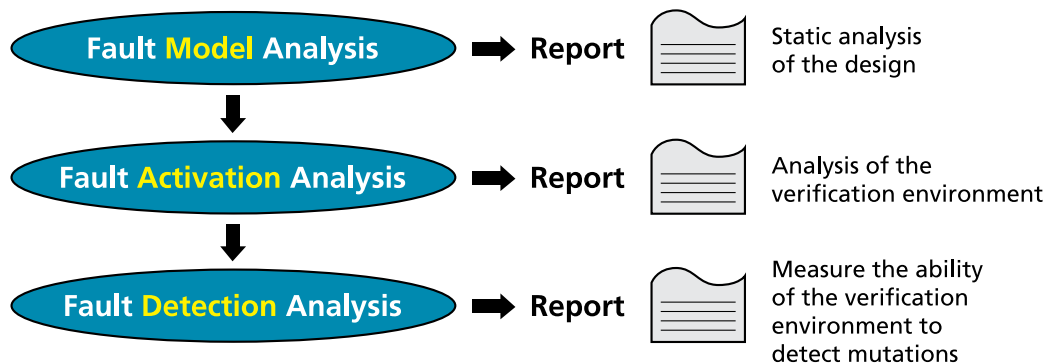 Fault Model Analysis
Report
Static analysis
of the design
Fault Activation Analysis
Report
Analysis of the
verification environment
Fault Detection Analysis
Report
Measure the ability
of the verification
environment to
detect mutations